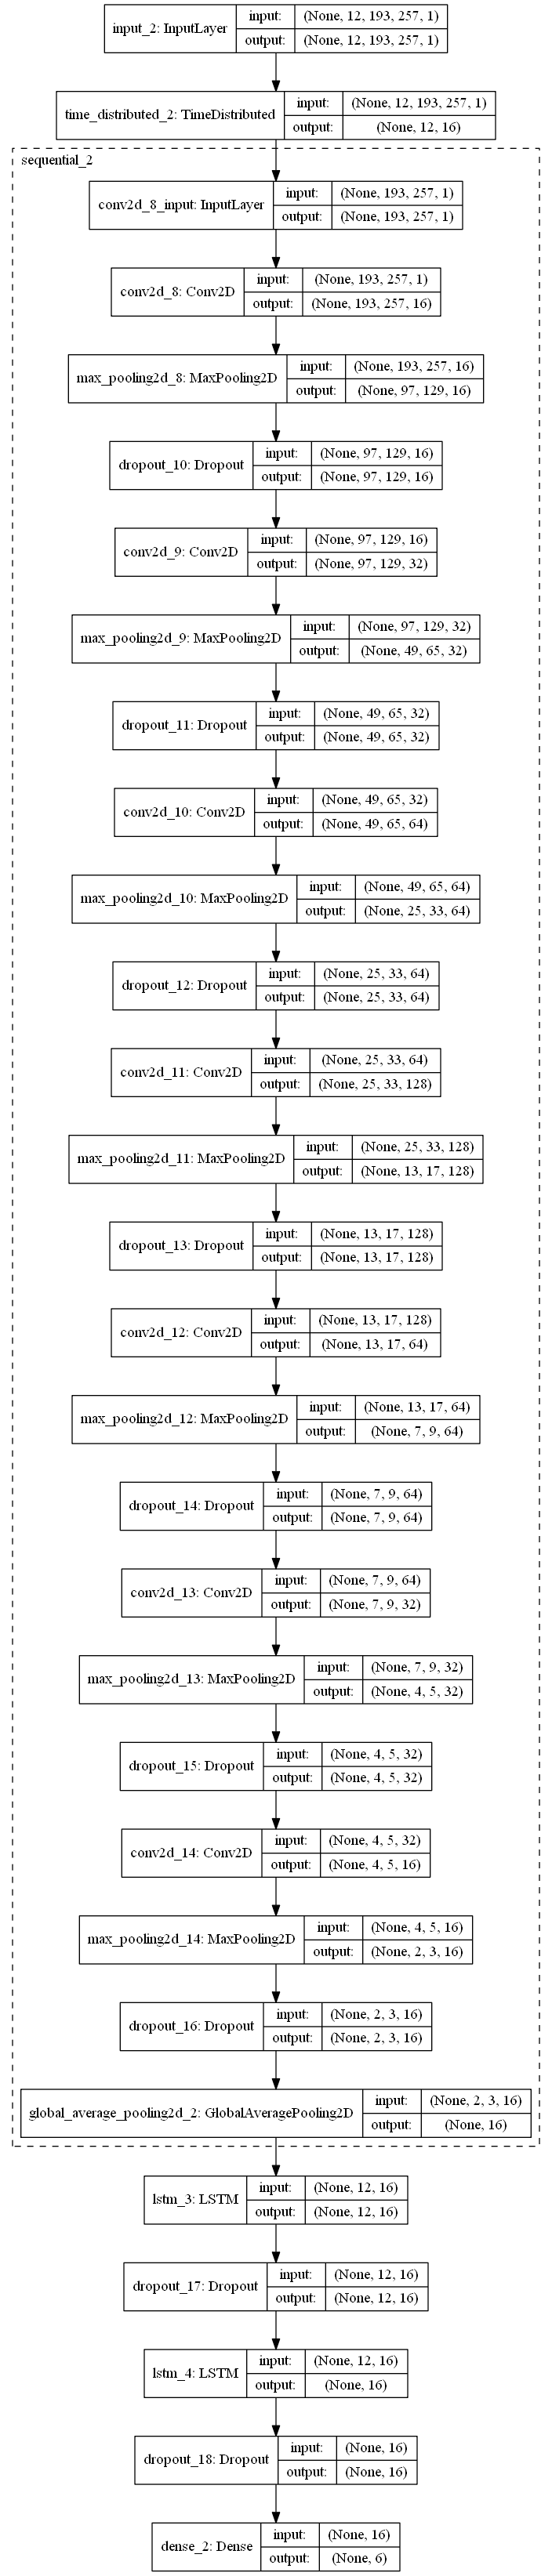 input_2: InputLayer
input: (None, 12, 193, 257, 1)
output: (None, 12, 193, 257, 1)
time_distributed_2: TimeDistributed
input: (None, 12, 193, 257, 1)
output: (None, 12, 16)
sequential_2
conv2d_8_input: InputLayer
input: (None, 193, 257, 1)
output: (None, 193, 257, 1)
conv2d_8: Conv2D
input: (None, 193, 257, 1)
output: (None, 193, 257, 16)
max_pooling2d_8: MaxPooling2D
input: (None, 193, 257, 16)
output: (None, 97, 129, 16)
dropout_10: Dropout
input: (None, 97, 129, 16)
output: (None, 97, 129, 16)
conv2d_9: Conv2D
input: (None, 97, 129, 16)
output: (None, 97, 129, 32)
max_pooling2d_9: MaxPooling2D
input: (None, 97, 129, 32)
output: (None, 49, 65, 32)
dropout_11: Dropout
input: (None, 49, 65, 32)
output: (None, 49, 65, 32)
conv2d_10: Conv2D
input: (None, 49, 65, 32)
output: (None, 49, 65, 64)
max_pooling2d_10: MaxPooling2D
input: (None, 49, 65, 64)
output: (None, 25, 33, 64)
dropout_12: Dropout
input: (None, 25, 33, 64)
output: (None, 25, 33, 64)
conv2d_11: Conv2D
input: (None, 25, 33, 64)
output: (None, 25, 33, 128)
max_pooling2d_11: MaxPooling2D
input: (None, 25, 33, 128)
output: (None, 13, 17, 128)
dropout_13: Dropout
input: (None, 13, 17, 128)
output: (None, 13, 17, 128)
conv2d_12: Conv2D
input: (None, 13, 17, 128)
output: (None, 13, 17, 64)
max_pooling2d_12: MaxPooling2D
input: (None, 13, 17, 64)
output: (None, 7, 9, 64)
dropout_14: Dropout
input: (None, 7, 9, 64)
output: (None, 7, 9, 64)
conv2d_13: Conv2D
input: (None, 7, 9, 64)
output: (None, 7, 9, 32)
max_pooling2d_13: MaxPooling2D
input: (None, 7, 9, 32)
output: (None, 4, 5, 32)
dropout_15: Dropout
input: (None, 4, 5, 32)
output: (None, 4, 5, 32)
conv2d_14: Conv2D
input: (None, 4, 5, 32)
output: (None, 4, 5, 16)
max_pooling2d_14: MaxPooling2D
input: (None, 4, 5, 16)
output: (None, 2, 3, 16)
dropout_16: Dropout
input: (None, 2, 3, 16)
output: (None, 2, 3, 16)
global_average_pooling2d_2: GlobalAveragePooling2D
input: (None, 2, 3, 16)
output: (None, 16)
lstm_3: LSTM
input: (None, 12, 16)
output: (None, 12, 16)
dropout_17: Dropout
input: (None, 12, 16)
output: (None, 12, 16)
lstm_4: LSTM
input: (None, 12, 16)
output: (None, 16)
dropout_18: Dropout
input: (None, 16)
output: (None, 16)
dense_2: Dense
input: (None, 16)
output: (None, 6)